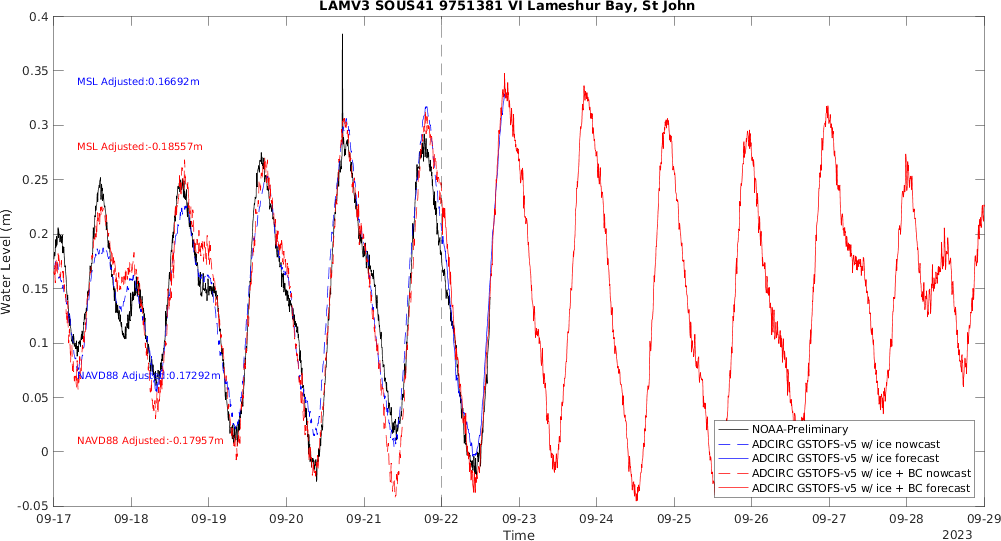 LAMV3 SOUS41 9751381 VI Lameshur Bay, St John
0.4
0.35
0.3
0.25
0.2
0.15
0.1
0.05
0
-0.05
Water Level (m)
MSL Adjusted:0.16692m
MSL Adjusted:-0.18557m
NAVD88 Adjusted:0.17292m
NAVD88 Adjusted:-0.17957m
NOAA-Preliminary
ADCIRC GSTOFS-v5 w/ ice nowcast
ADCIRC GSTOFS-v5 w/ ice forecast
ADCIRC GSTOFS-v5 w/ ice + BC nowcast
ADCIRC GSTOFS-v5 w/ ice + BC forecast
09-17 09-18 09-19 09-20 09-21 09-22 09-23 09-24 09-25 09-26 09-27 09-28 09-29
Time
2023